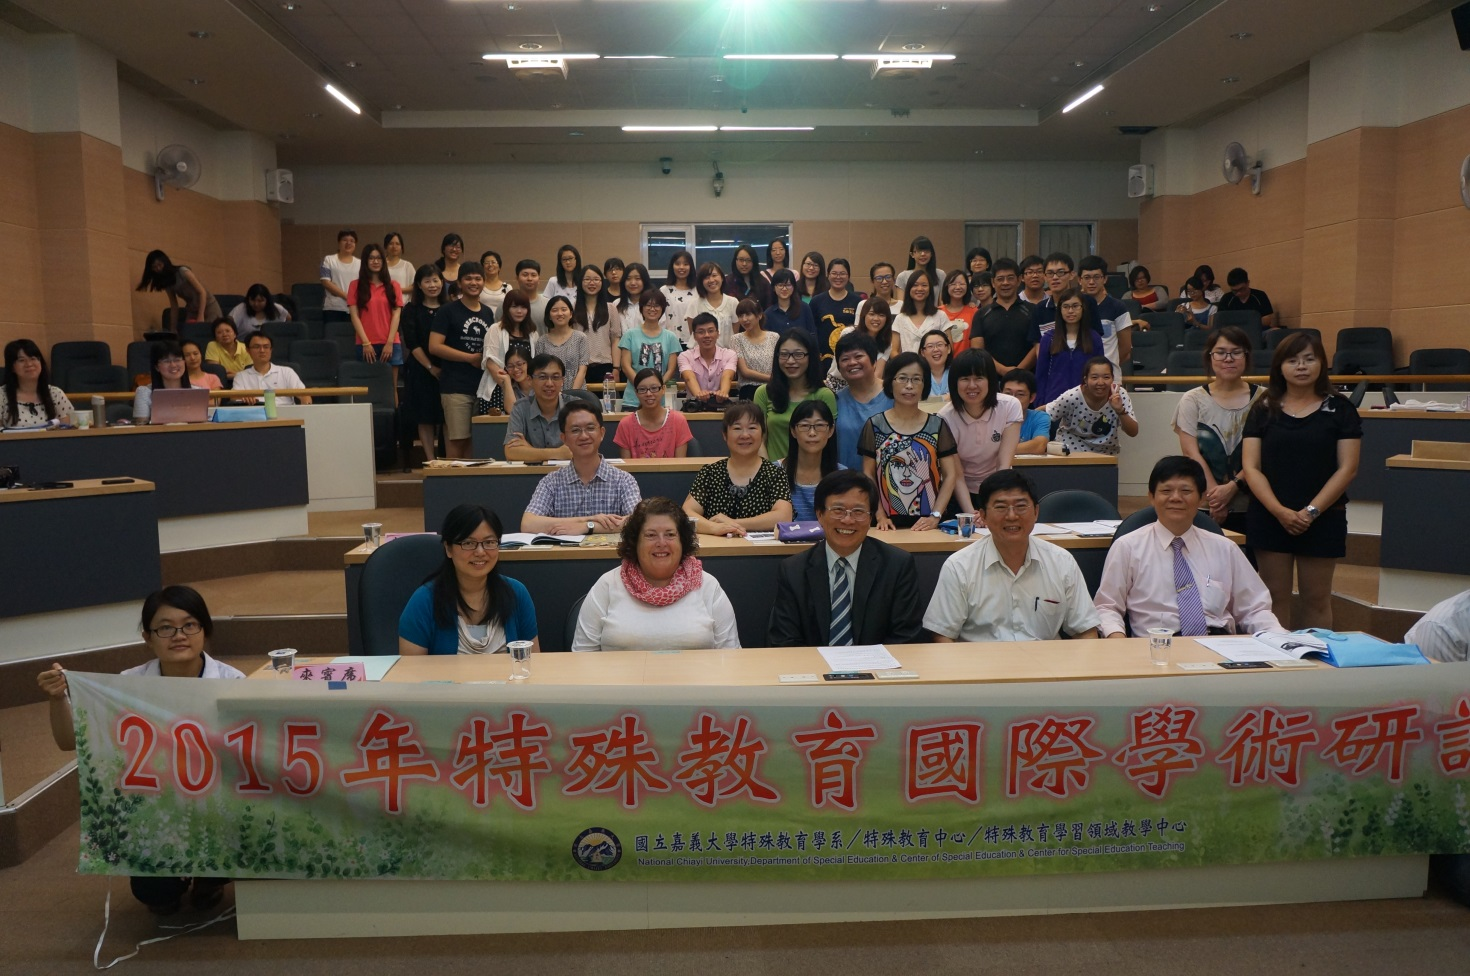 來賓席
2015年特殊教育國際學術研討
國立嘉義大學特殊教育學系/特殊教育中心/特殊教育學習領域教學中心
National Chiayi University Department of Special Education & Center of Special Education & Center for Special Education Teaching